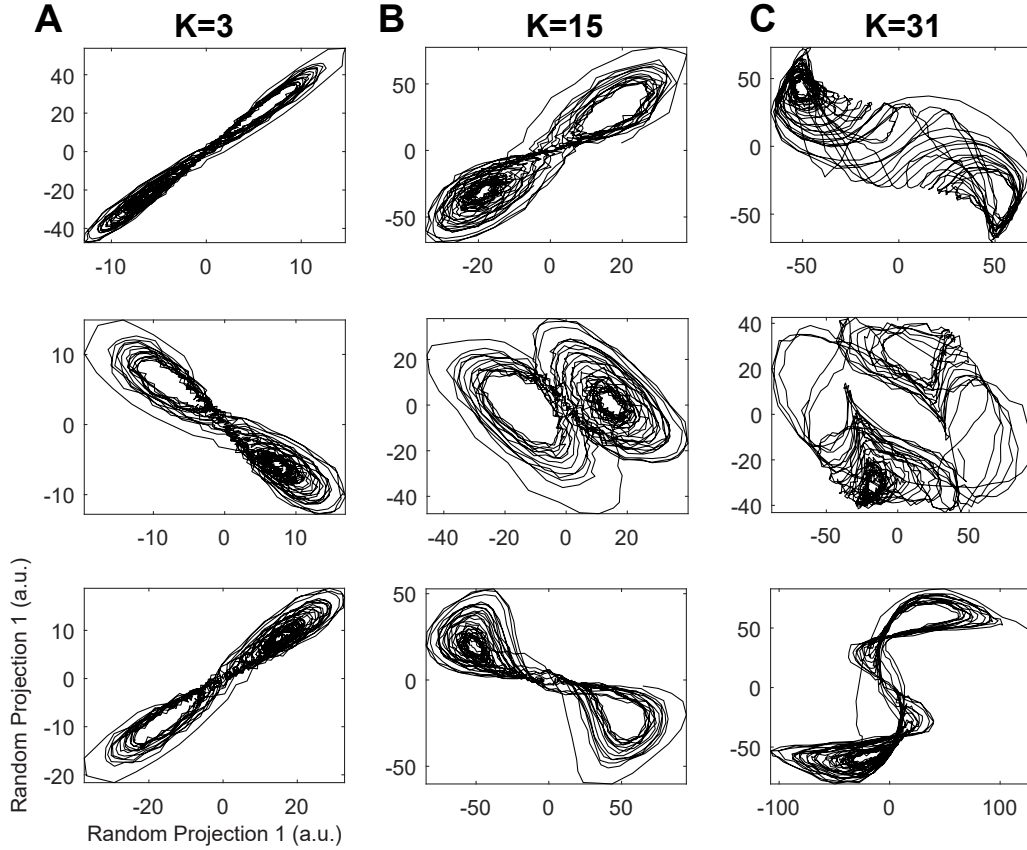 A K=3 B K=15 C K=31
40 50 50
20
0 0 0
-20
-40 -50 -50
-10 0 10 -20 0 20 -50 0 50
10 20 40
0 0 20
-20 0
-10 -40 -20
-40
-10 0 10 -40 -20 0 20 -50 0 50
10 50 50
0 0 0
-10
-20 -50 -50
-20 0 20 -50 0 50 -100 0 100
Random Projection 1 (a.u.)
Random Projection 1 (a.u.)